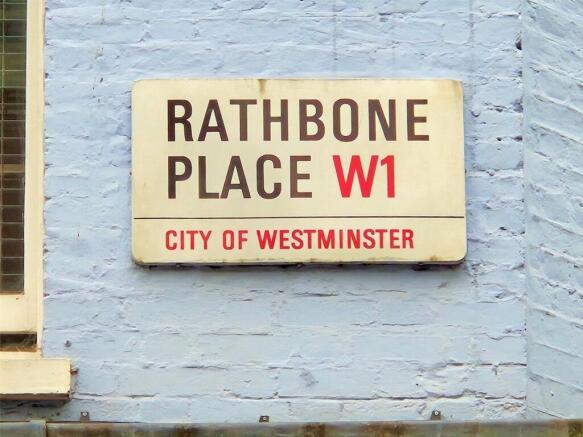 RATHBONE
PLACE W1
CITY OF WESTMINSTER